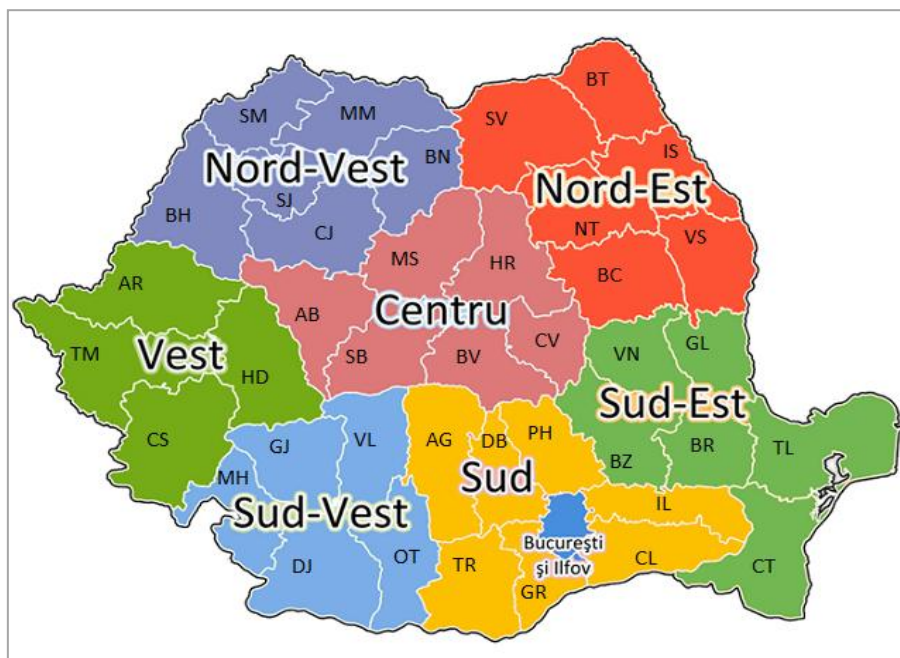 BT
SM
MM
SV
IS
BN
Nord-Vest
Nord-Est
SJ
BH
CJ
NT
VS
MS
HR
BC
AR
AB
Centru
CV
GL
TM
Vest
SB
BV
VN
HD
Sud-Est
CS
GJ
VL
AG
DB
PH
BR
TL
BZ
MH
Sud
IL
Sud-Vest
București
și Ilfov
DJ
OT
TR
CL
CT
GR